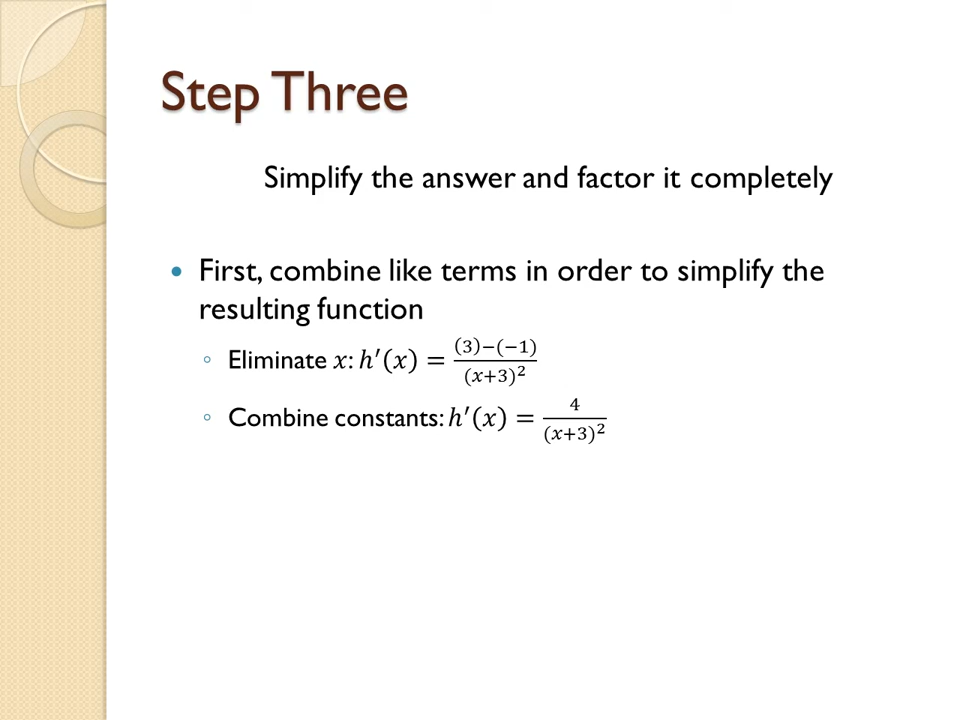 Step Three
Simplify the answer and factor it completely
• First, combine like terms in order to simplify the
resulting function
◦ Eliminate 𝑥: ℎ′(𝑥) = ((3)−(−1))/((𝑥+3)²)
◦ Combine constants: ℎ′(𝑥) = 4/((𝑥+3)²)